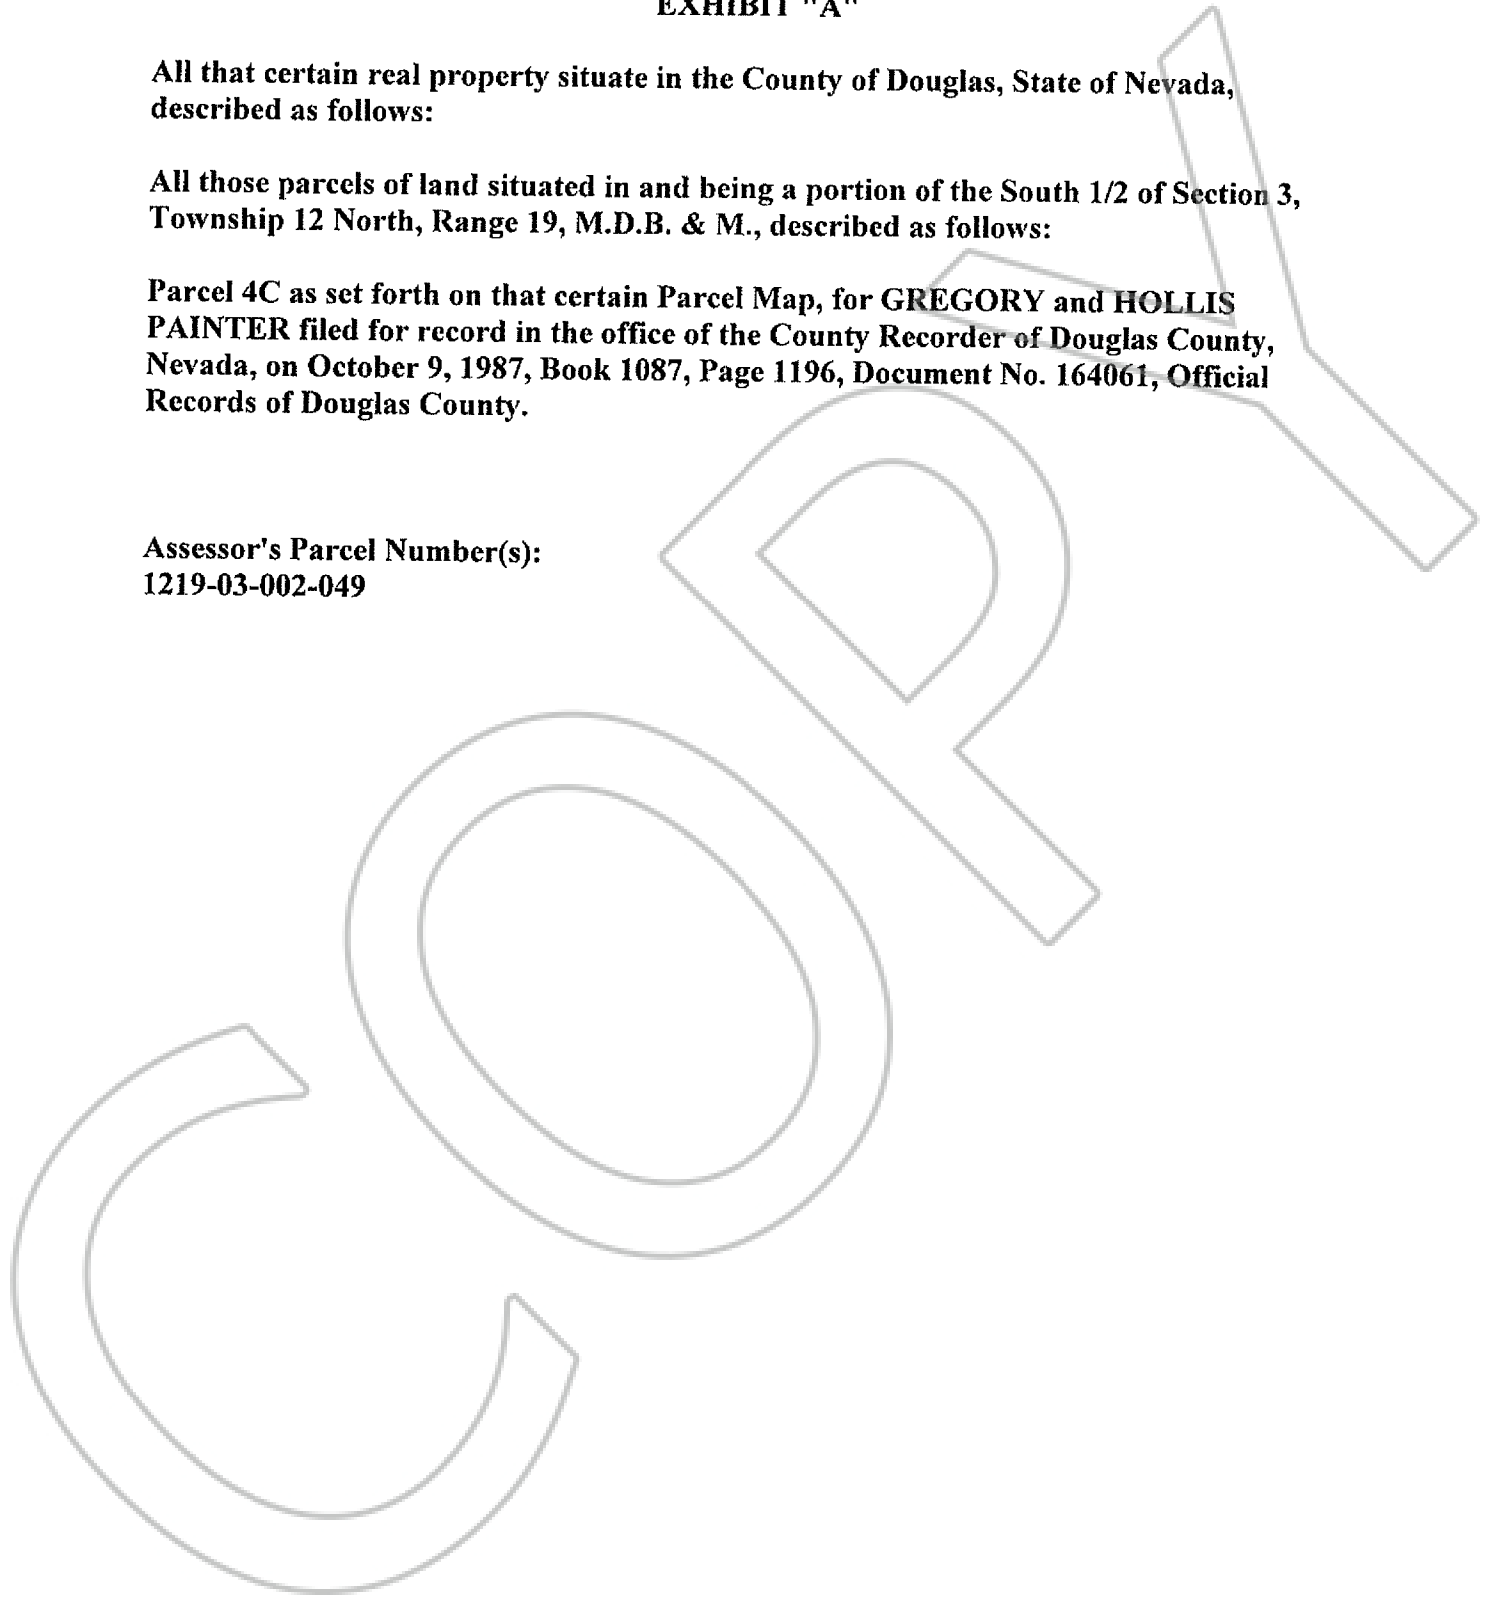 EXHIBIT "A"
All that certain real property situate in the County of Douglas, State of Nevada,
described as follows:
All those parcels of land situated in and being a portion of the South 1/2 of Section 3,
Township 12 North, Range 19, M.D.B. & M., described as follows:
Parcel 4C as set forth on that certain Parcel Map, for GREGORY and HOLLIS
PAINTER filed for record in the office of the County Recorder of Douglas County,
Nevada, on October 9, 1987, Book 1087, Page 1196, Document No. 164061, Official
Records of Douglas County.
Assessor's Parcel Number(s):
1219-03-002-049
COPY